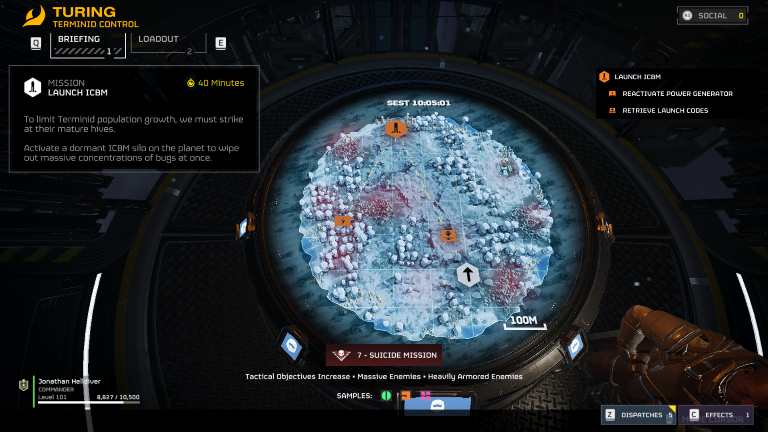 TURING
TERMINID CONTROL
SOCIAL 0
Q
BRIEFING
1
LOADOUT
2
E
MISSION
LAUNCH ICBM
40 Minutes
To limit Terminid population growth, we must strike
at their mature hives.
Activate a dormant ICBM silo on the planet to wipe
out massive concentrations of bugs at once.
LAUNCH ICBM
REACTIVATE POWER GENERATOR
RETRIEVE LAUNCH CODES
SEST 10:05:01
100M
7 - SUICIDE MISSION
Tactical Objectives Increase • Massive Enemies • Heavily Armored Enemies
SAMPLES:
Jonathan Helldiver
COMMANDER
Level 101
8,827 / 10,500
Z
DISPATCHES 5
C
EFFECTS 1
CURSOR